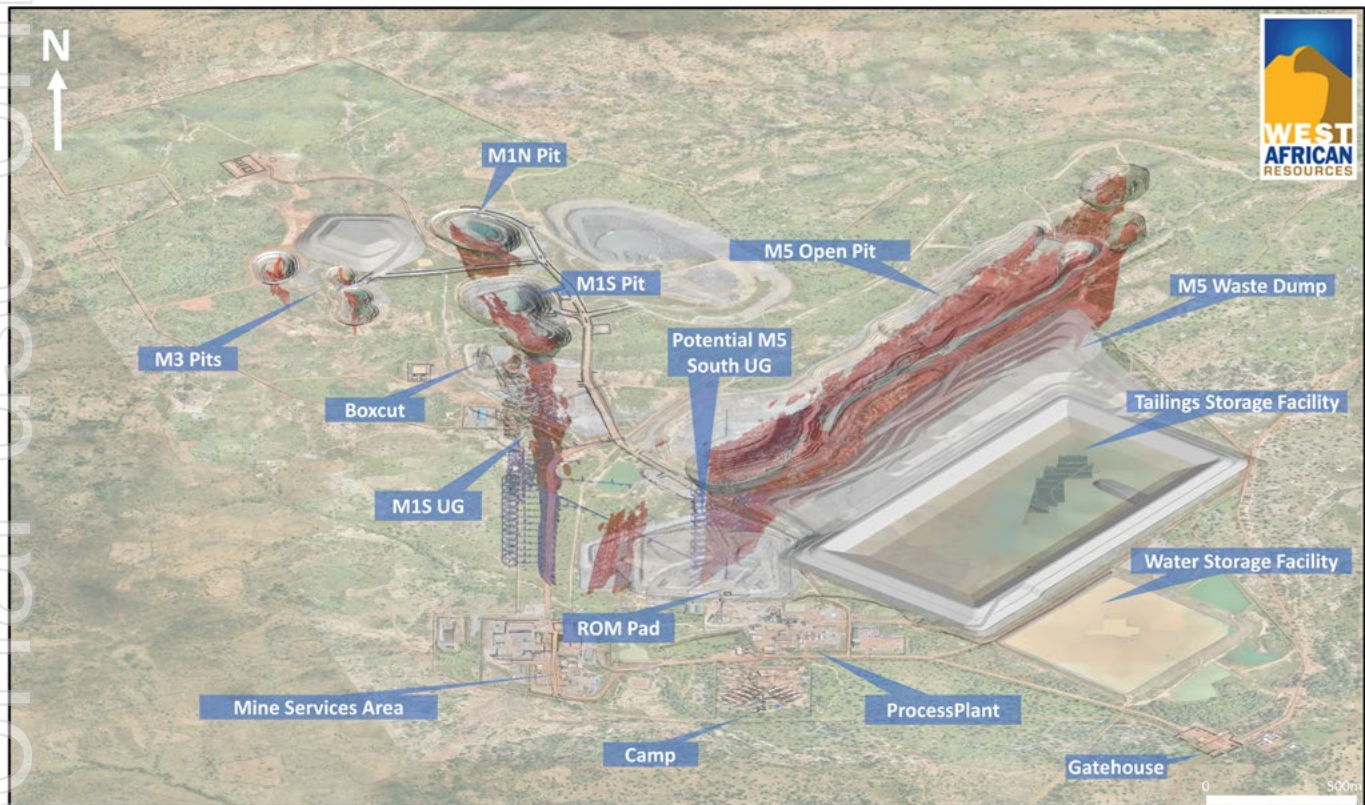 N
WEST
AFRICAN
RESOURCES
M1N Pit
M5 Open Pit
M1S Pit
M5 Waste Dump
Potential M5
South UG
M3 Pits
Boxcut
Tailings Storage Facility
M1S UG
Water Storage Facility
ROM Pad
Mine Services Area
ProcessPlant
Camp
Gatehouse
0
500m